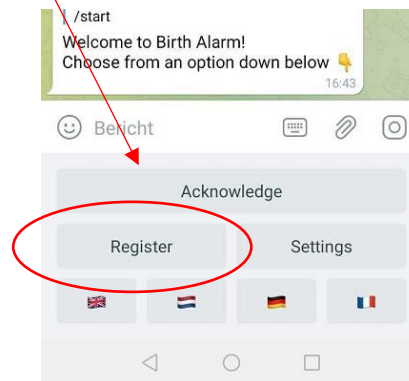 /start
Welcome to Birth Alarm!
Choose from an option down below 👇
16:43
Bericht
Acknowledge
Register
Settings